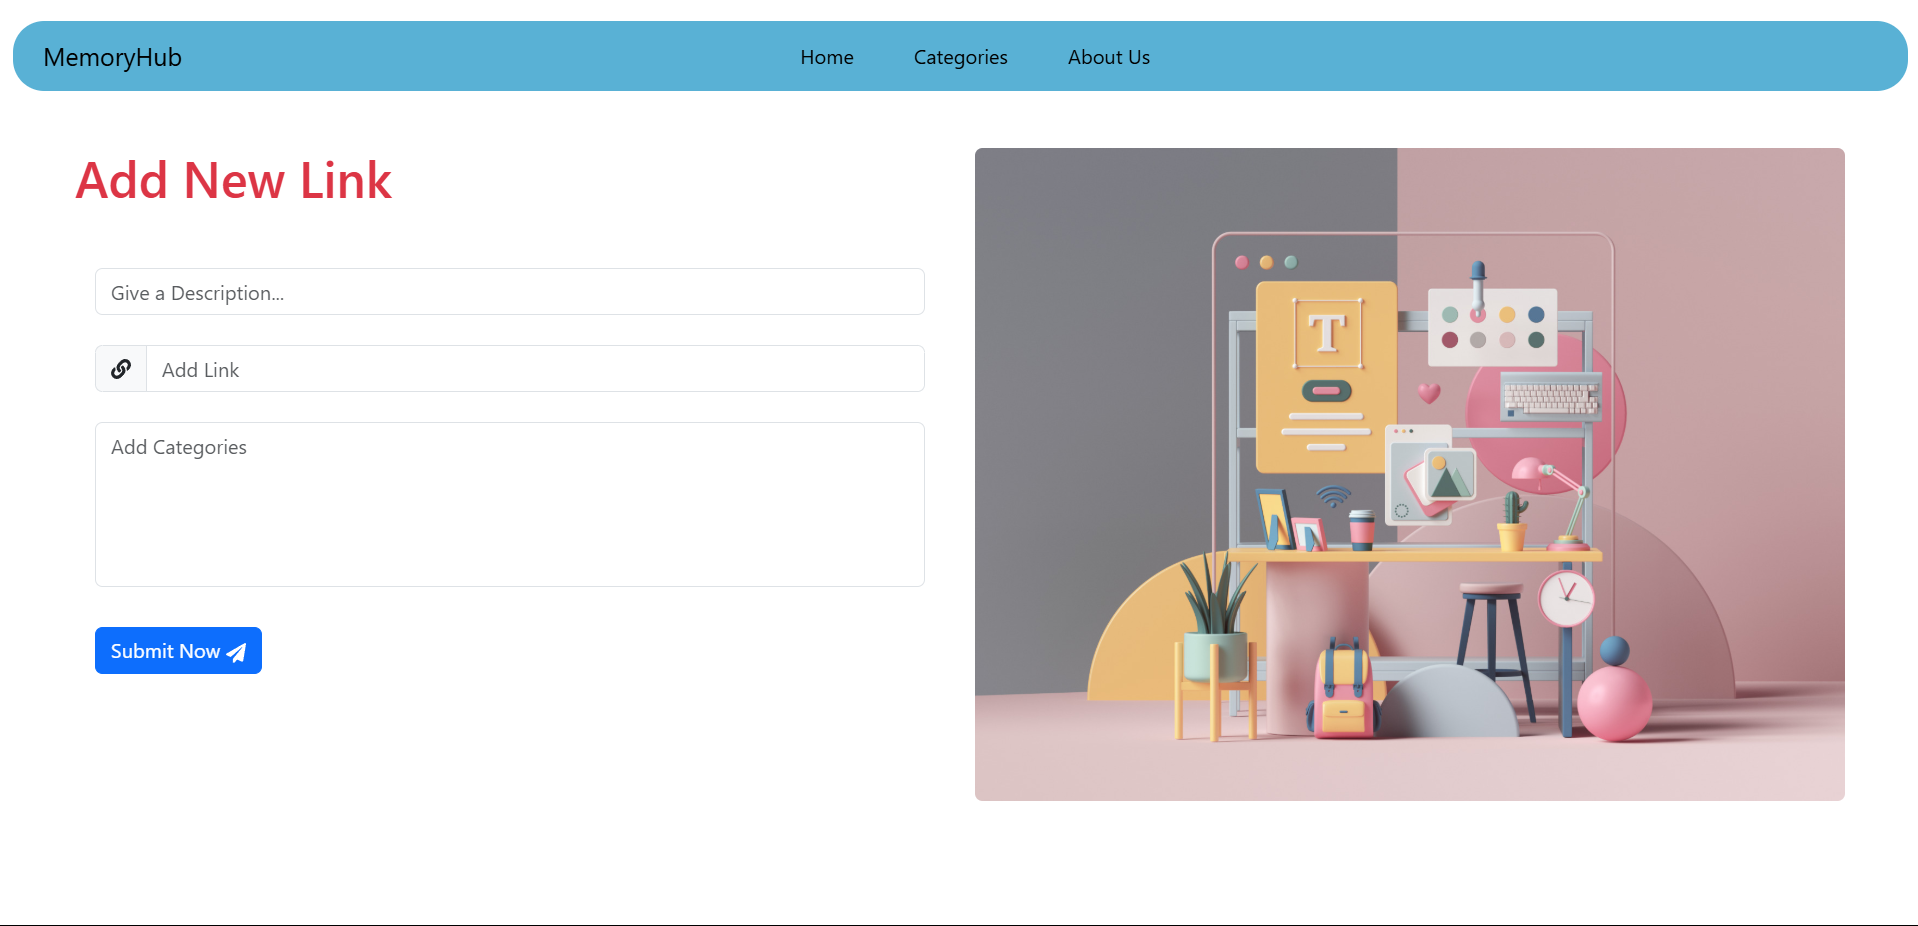 MemoryHub
Home
Categories
About Us
Add New Link
Give a Description...
Add Link
Add Categories
Submit Now
T